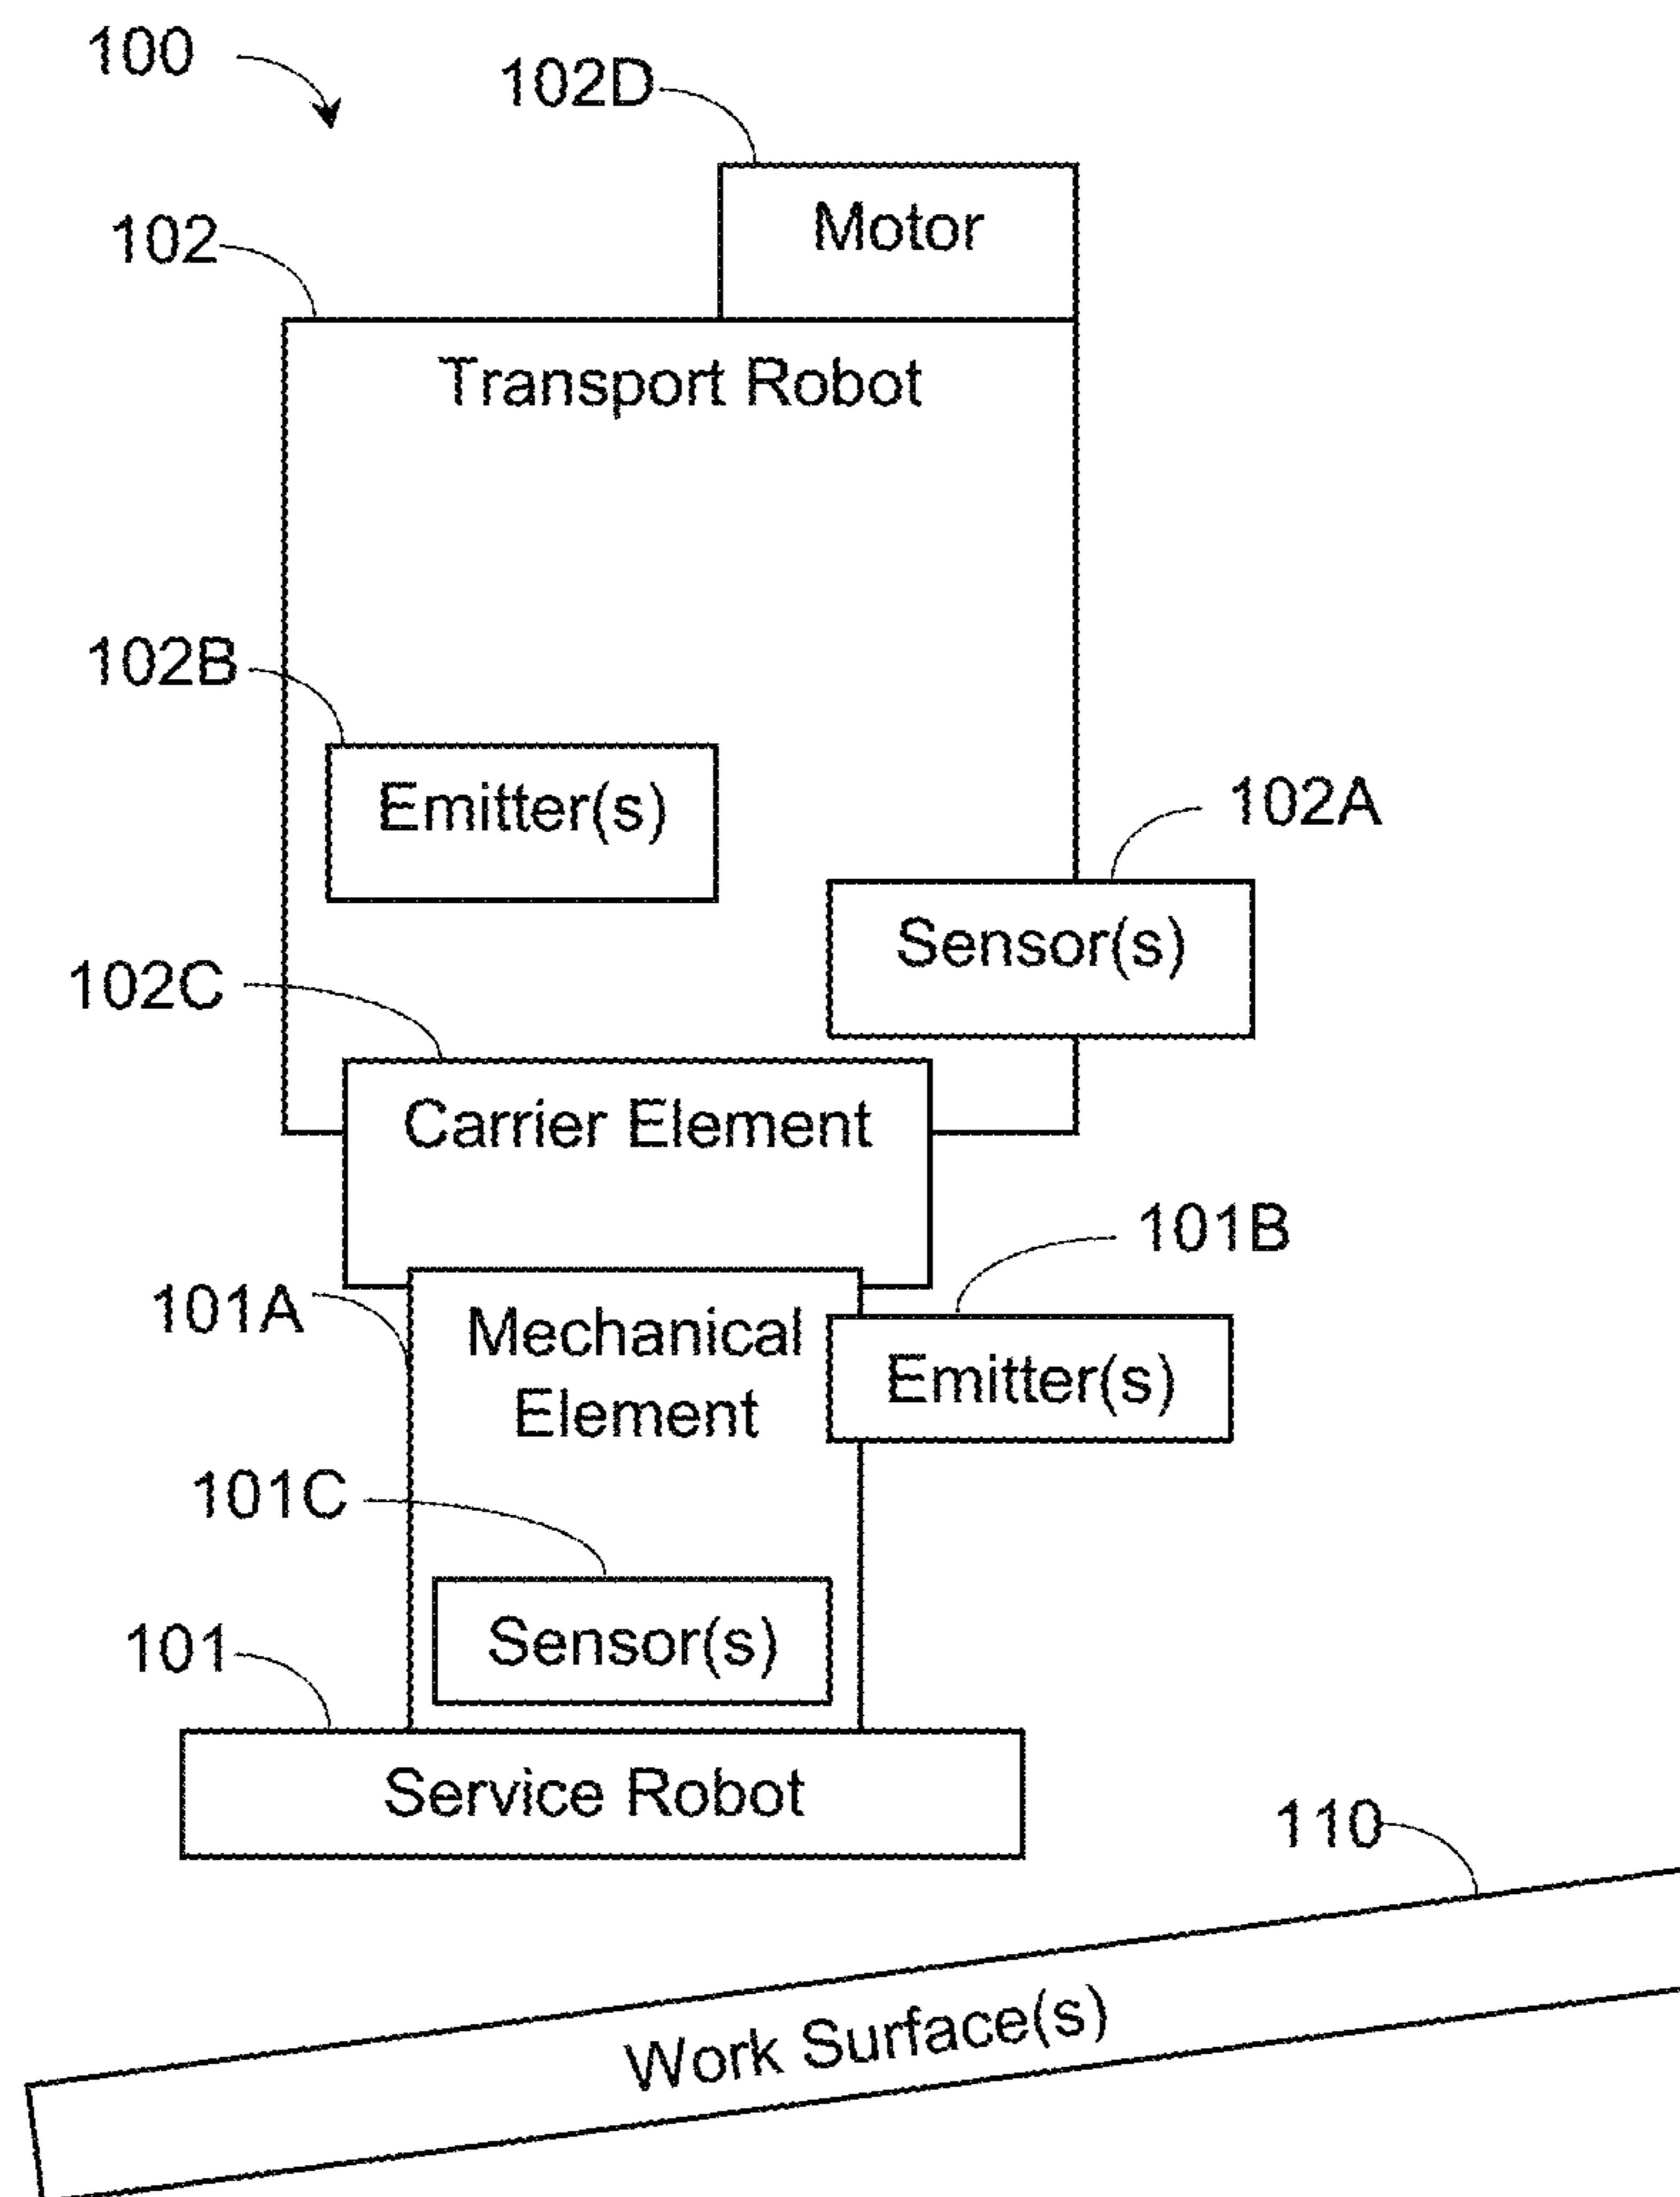 100
102D
Motor
102
Transport Robot
102B
Emitter(s)
102A
Sensor(s)
102C
Carrier Element
101B
101A
Mechanical
Element
Emitter(s)
101C
Sensor(s)
101
Service Robot
110
Work Surface(s)